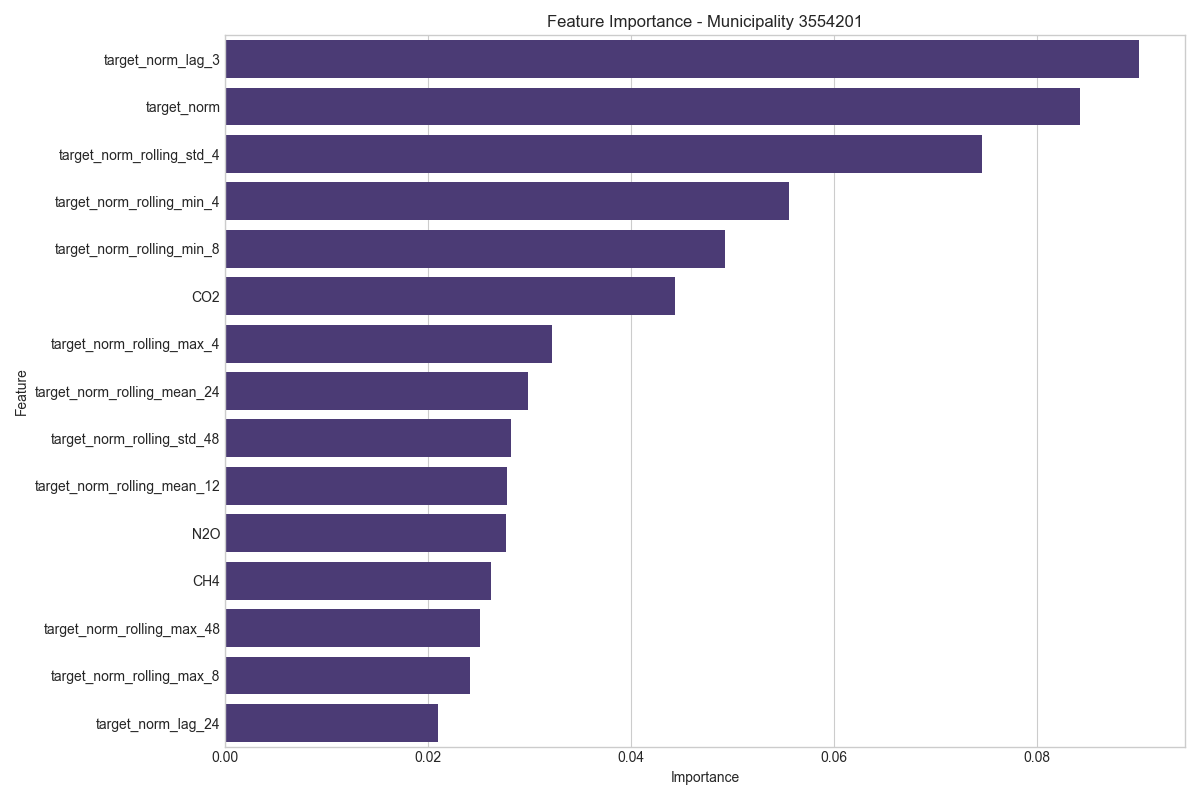 Feature Importance - Municipality 3554201
target_norm_lag_3
target_norm
target_norm_rolling_std_4
target_norm_rolling_min_4
target_norm_rolling_min_8
CO2
target_norm_rolling_max_4
target_norm_rolling_mean_24
target_norm_rolling_std_48
target_norm_rolling_mean_12
N2O
CH4
target_norm_rolling_max_48
target_norm_rolling_max_8
target_norm_lag_24
Feature
0.00 0.02 0.04 0.06 0.08
Importance